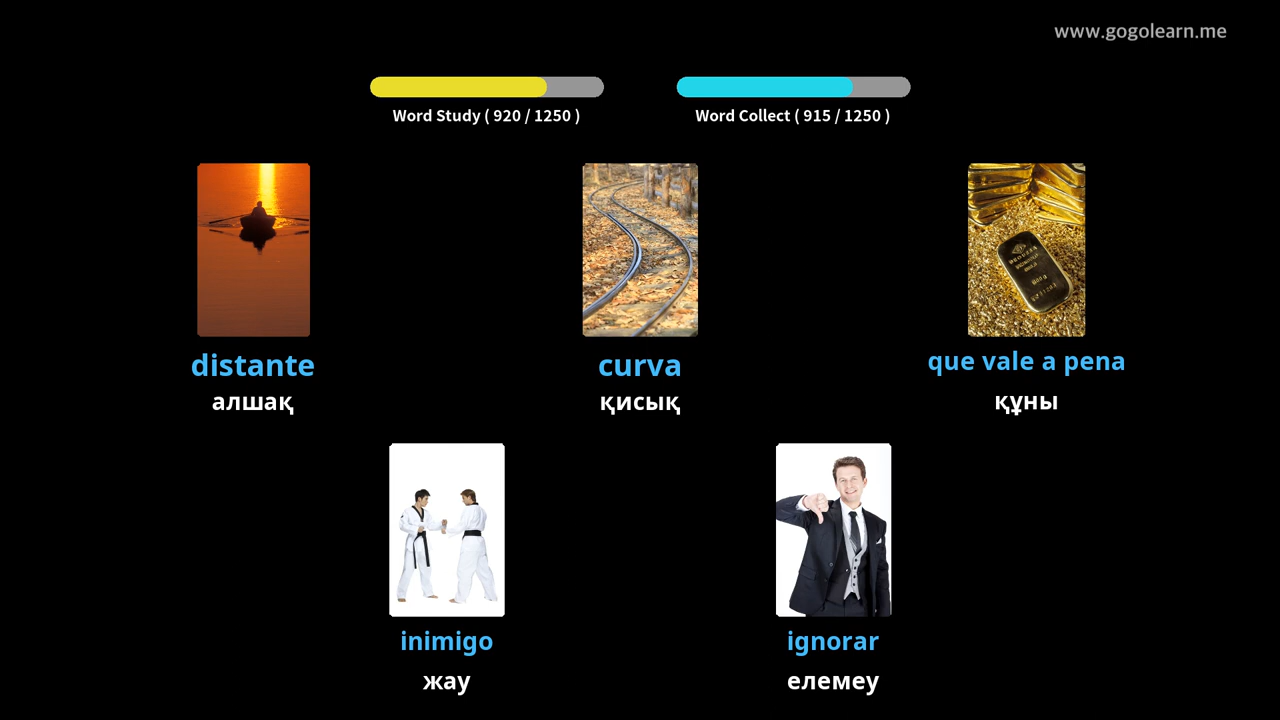 www.gogolearn.me
Word Study ( 920 / 1250 )
Word Collect ( 915 / 1250 )
distante
алшақ
curva
қисық
que vale a pena
құны
inimigo
жау
ignorar
елемеу